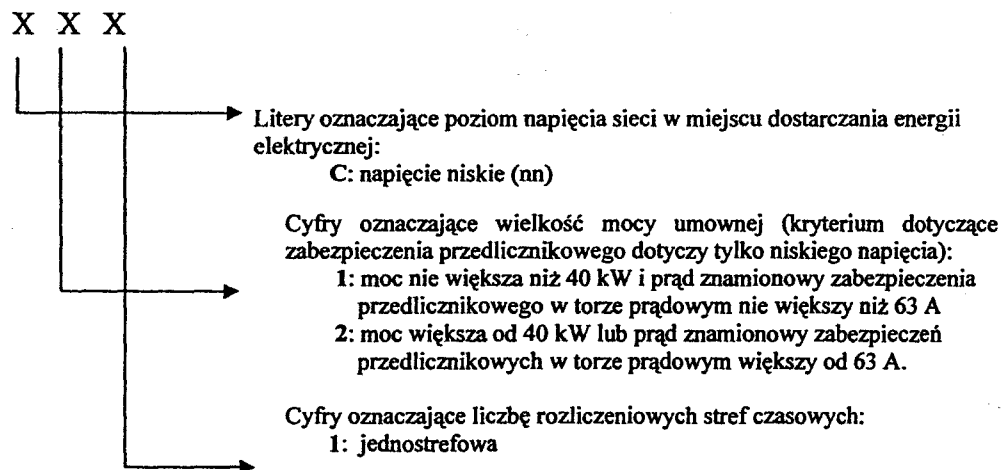 X X X
Litery oznaczające poziom napięcia sieci w miejscu dostarczania energii
elektrycznej:
C: napięcie niskie (nn)
Cyfry oznaczające wielkość mocy umownej (kryterium dotyczące
zabezpieczenia przedlicznikowego dotyczy tylko niskiego napięcia):
1: moc nie większa niż 40 kW i prąd znamionowy zabezpieczenia
przedlicznikowego w torze prądowym nie większy niż 63 A
2: moc większa od 40 kW lub prąd znamionowy zabezpieczeń
przedlicznikowych w torze prądowym większy od 63 A.
Cyfry oznaczające liczbę rozliczeniowych stref czasowych:
1: jednostrefowa